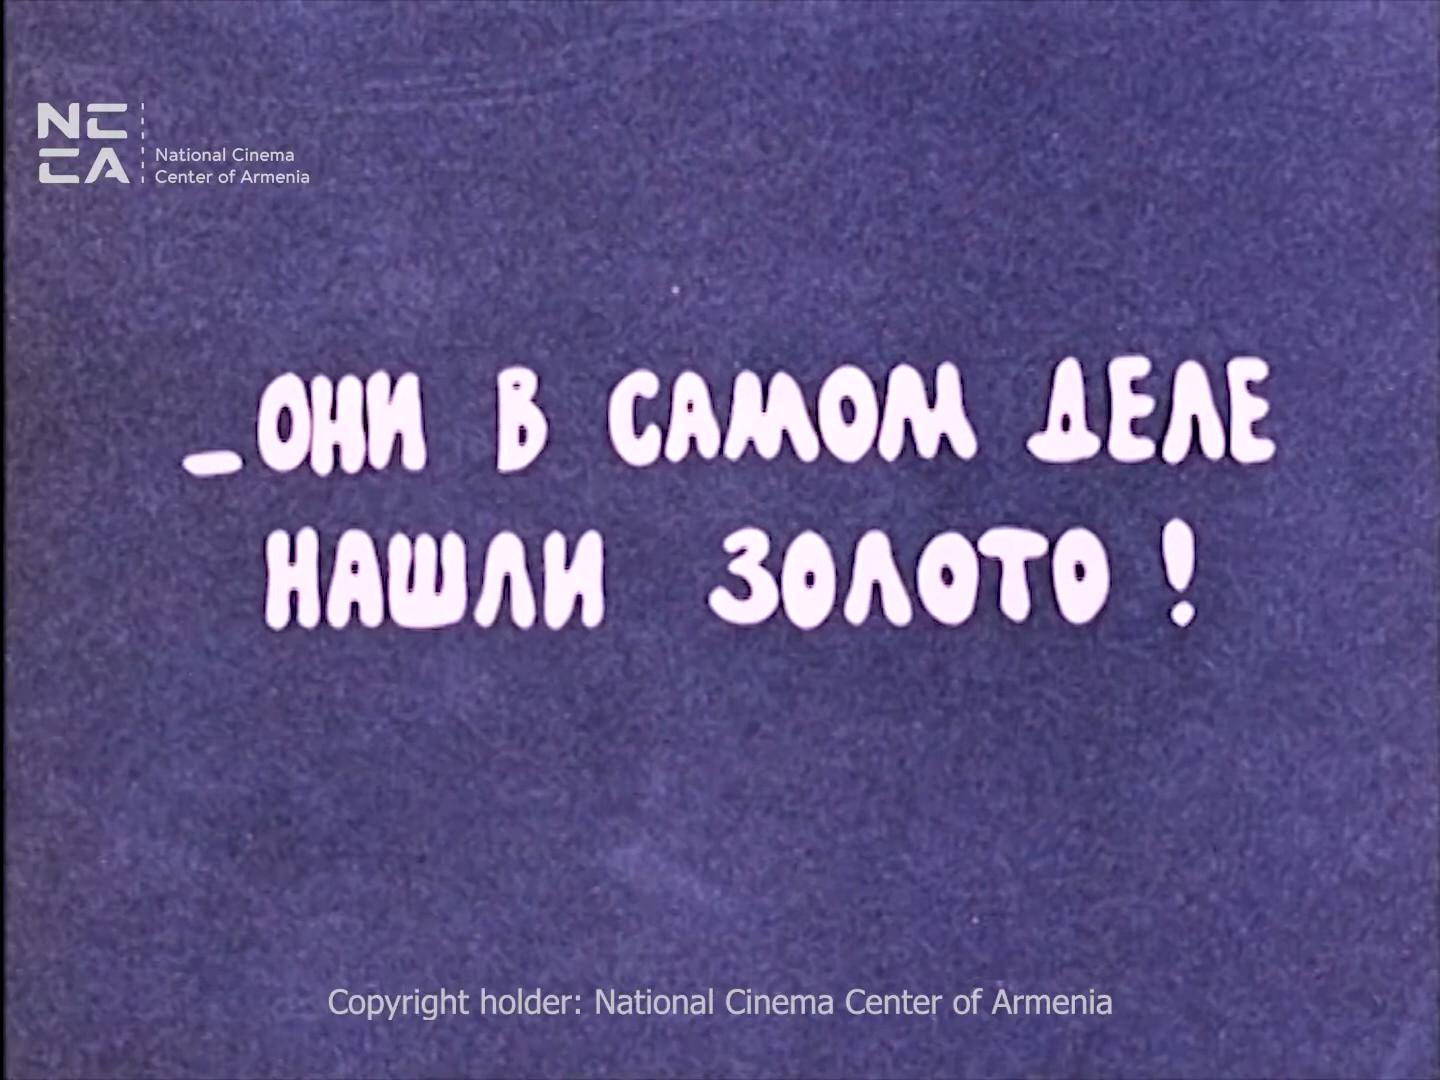 NC
CA
National Cinema
Center of Armenia
_ОНИ В САМОМ ДЕЛЕ
НАШЛИ ЗОЛОТО !
Copyright holder: National Cinema Center of Armenia